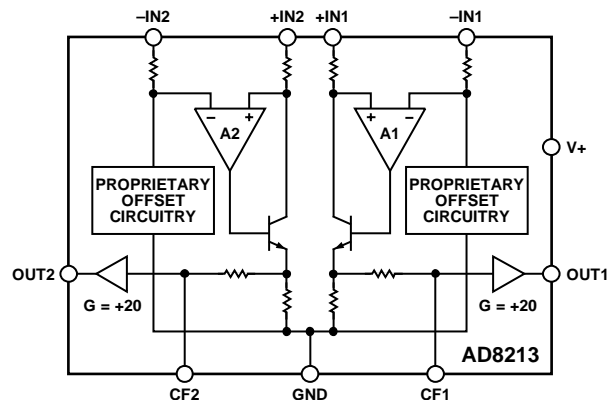 –IN2 +IN2 +IN1 –IN1
– + + –
A2 A1
V+
PROPRIETARY
OFFSET
CIRCUITRY
PROPRIETARY
OFFSET
CIRCUITRY
OUT2 OUT1
G = +20 G = +20
AD8213
CF2 GND CF1